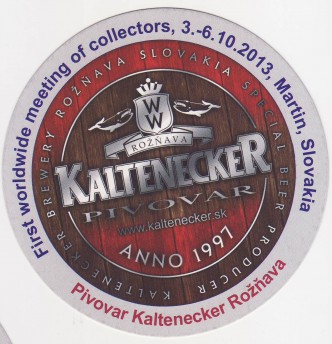 First worldwide meeting of collectors, 3.-6.10.2013, Martin, Slovakia
KALTENECKER BREWERY ROŽŇAVA SLOVAKIA SPECIAL BEER PRODUCER
W
W
ROŽŇAVA
KALTENECKER
PIVOVAR
www.kaltenecker.sk
ANNO 1997
Pivovar Kaltenecker Rožňava